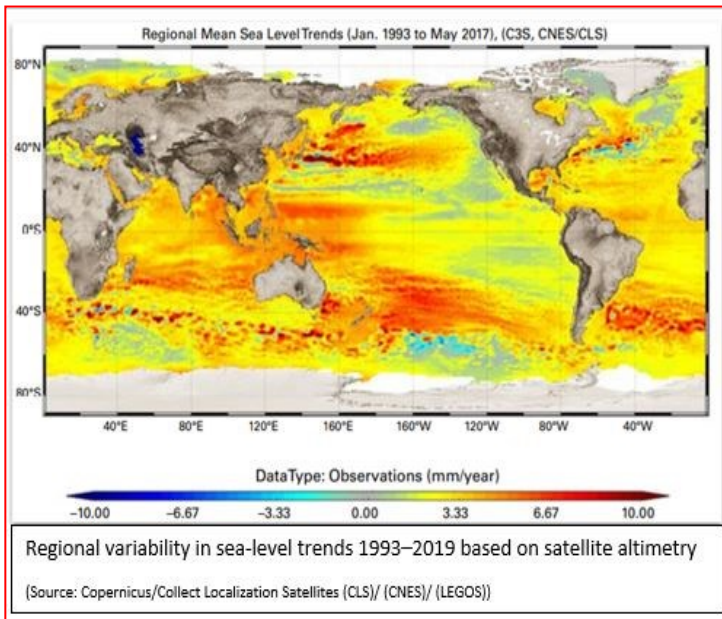 Regional Mean Sea Level Trends (Jan. 1993 to May 2017), (C3S, CNES/CLS)
80°N
40°N
0°S
40°S
80°S
40°E 80°E 120°E 160°E 160°W 120°W 80°W 40°W
DataType: Observations (mm/year)
−10.00 −6.67 −3.33 0.00 3.33 6.67 10.00
Regional variability in sea-level trends 1993–2019 based on satellite altimetry
(Source: Copernicus/Collect Localization Satellites (CLS)/ (CNES)/ (LEGOS))